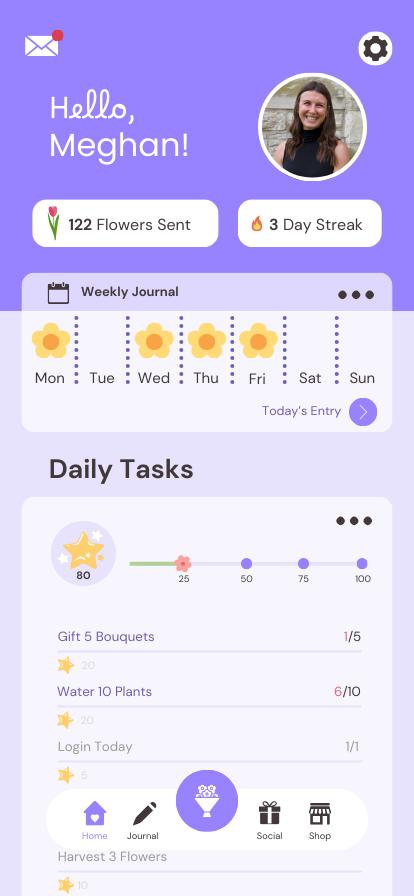 Hello,
Meghan!
122 Flowers Sent
3 Day Streak
Weekly Journal
Mon Tue Wed Thu Fri Sat Sun
Today's Entry
Daily Tasks
80
25 50 75 100
Gift 5 Bouquets 1/5
20
Water 10 Plants 6/10
20
Login Today 1/1
5
Home Journal Social Shop
Harvest 3 Flowers
10